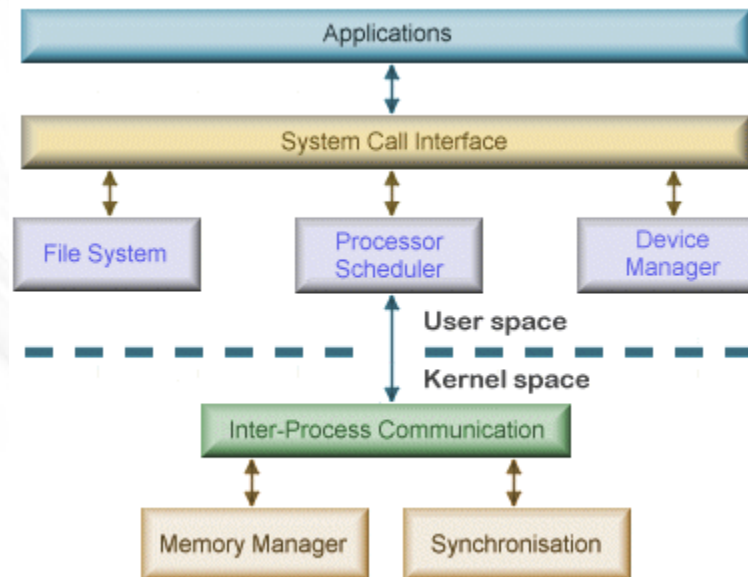 Applications
System Call Interface
File System
Processor
Scheduler
Device
Manager
User space
Kernel space
Inter-Process Communication
Memory Manager
Synchronisation